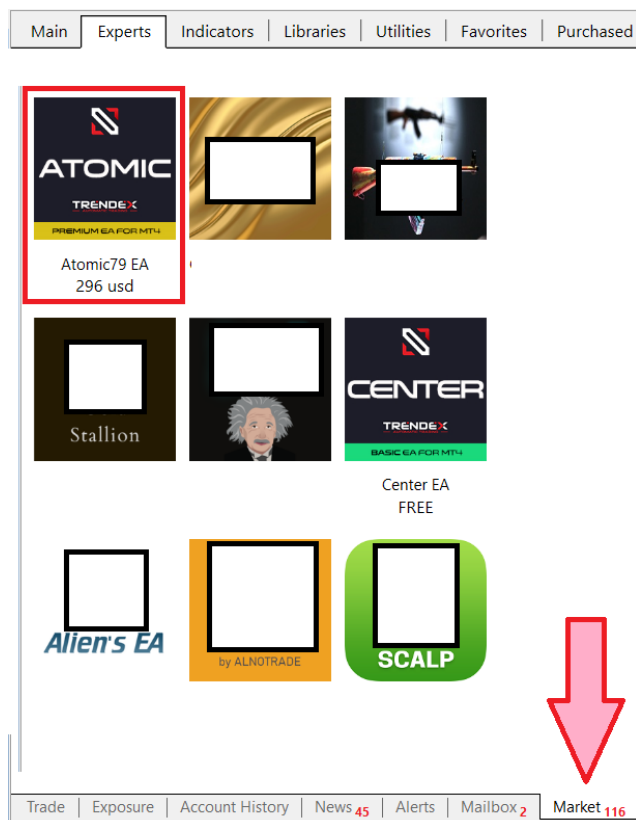 Main Experts Indicators Libraries Utilities Favorites Purchased
ATOMIC
TRENDEX
PREMIUM EA FOR MT4
Atomic79 EA
296 usd
Stallion
CENTER
TRENDEX
BASIC EA FOR MT4
Center EA
FREE
Alien's EA
by ALNOTRADE
SCALP
Trade Exposure Account History News 45 Alerts Mailbox 2 Market 116